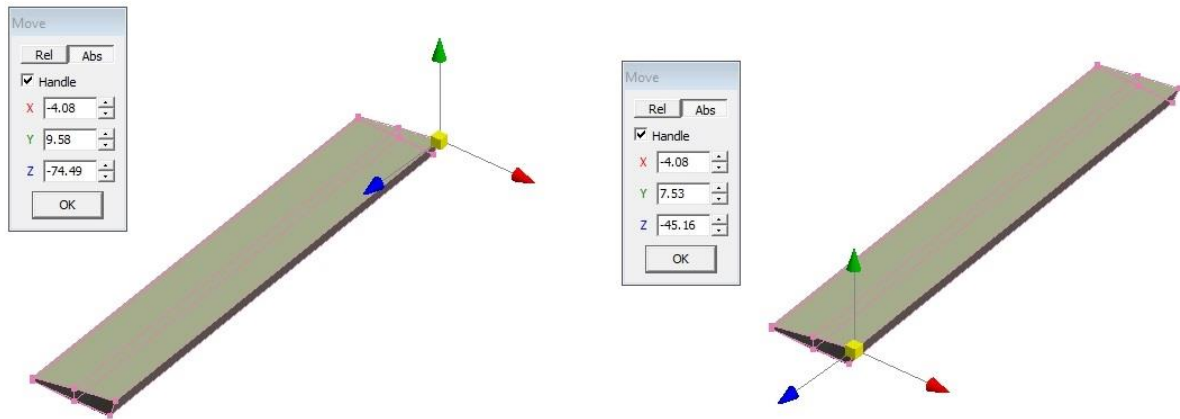 Move
Rel Abs
Handle
X -4.08
Y 9.58
Z -74.49
OK
Move
Rel Abs
Handle
X -4.08
Y 7.53
Z -45.16
OK